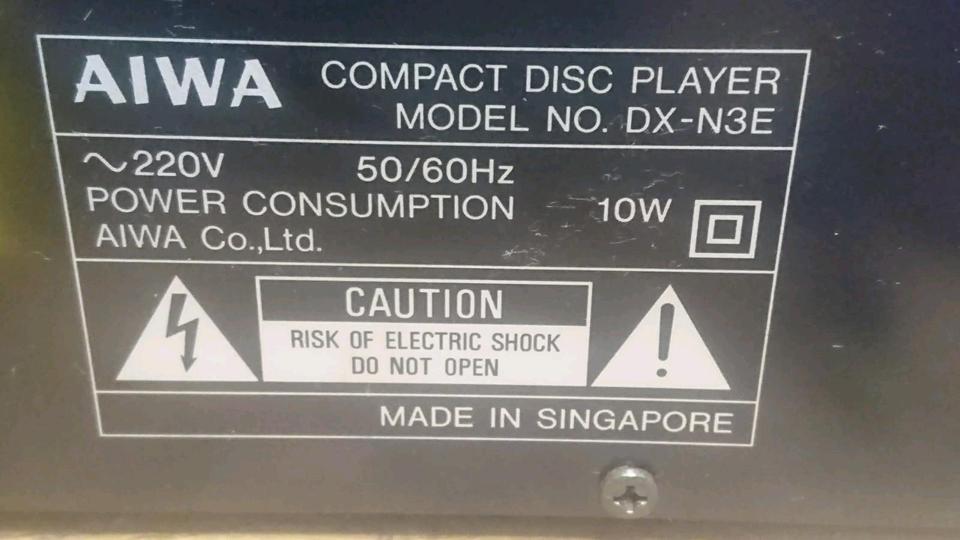 AIWA COMPACT DISC PLAYER
MODEL NO. DX-N3E
~220V 50/60Hz
POWER CONSUMPTION 10W
AIWA Co.,Ltd.
CAUTION
RISK OF ELECTRIC SHOCK
DO NOT OPEN
MADE IN SINGAPORE